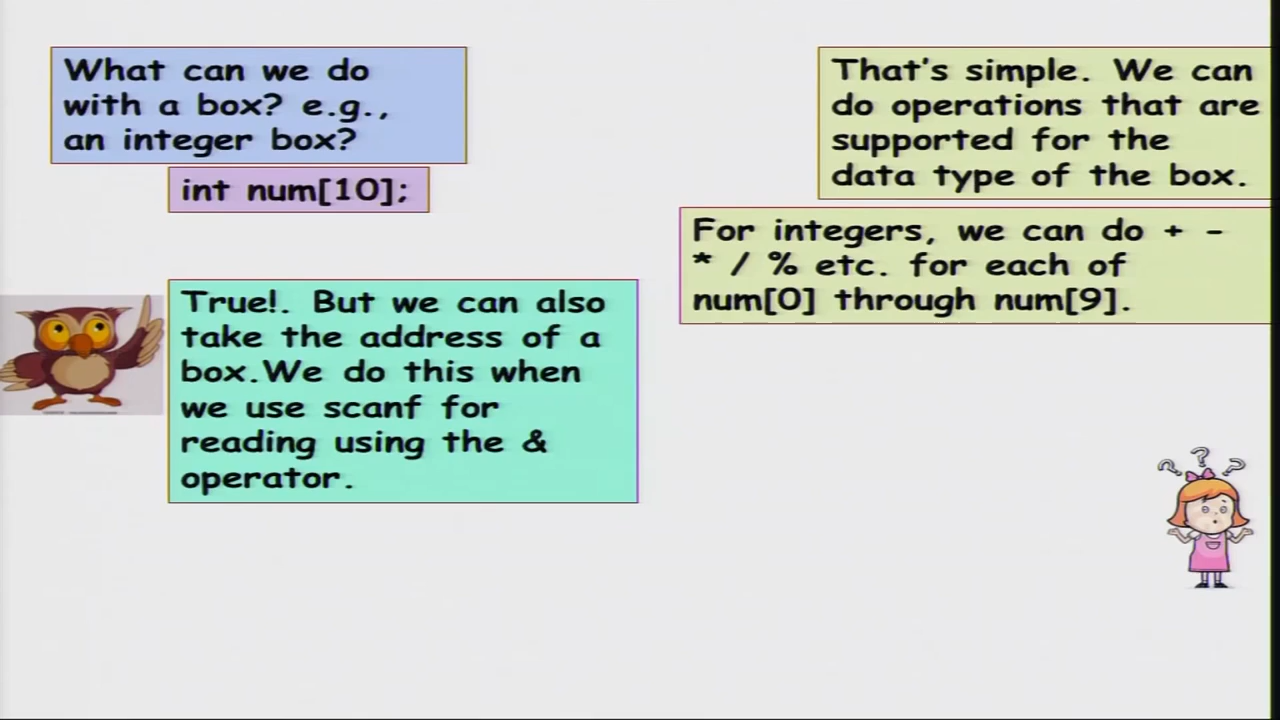 What can we do
with a box? e.g.,
an integer box?
int num[10];
That's simple. We can
do operations that are
supported for the
data type of the box.
For integers, we can do + -
* / % etc. for each of
num[0] through num[9].
True!. But we can also
take the address of a
box.We do this when
we use scanf for
reading using the &
operator.
? ? ?